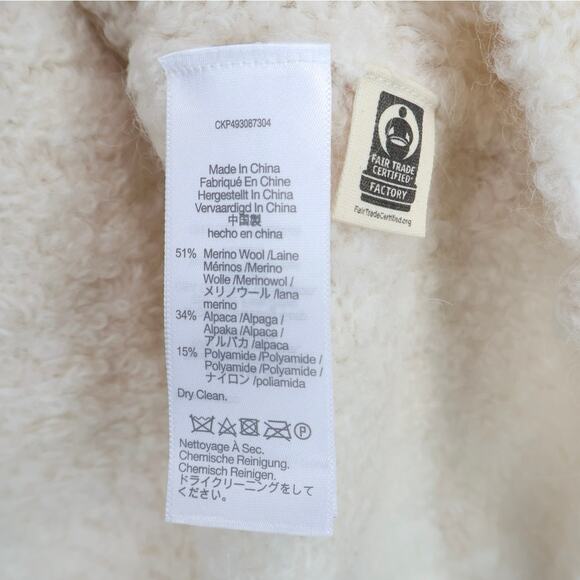 CKP493087304
Made In China
Fabriqué En Chine
Hergestellt In China
Vervaardigd In China
中国製
hecho en china
51% Merino Wool /Laine
Mérinos /Merino
Wolle /Merinowol /
メリノウール /lana
merino
34% Alpaca /Alpaga /
Alpaka /Alpaca /
アルパカ /alpaca
15% Polyamide /Polyamide /
Polyamide /Polyamide /
ナイロン /poliamida
Dry Clean.
P
Nettoyage À Sec.
Chemische Reinigung.
Chemisch Reinigen.
ドライクリーニングをして
ください。
FAIR TRADE
CERTIFIED
FACTORY
FairTradeCertified.org